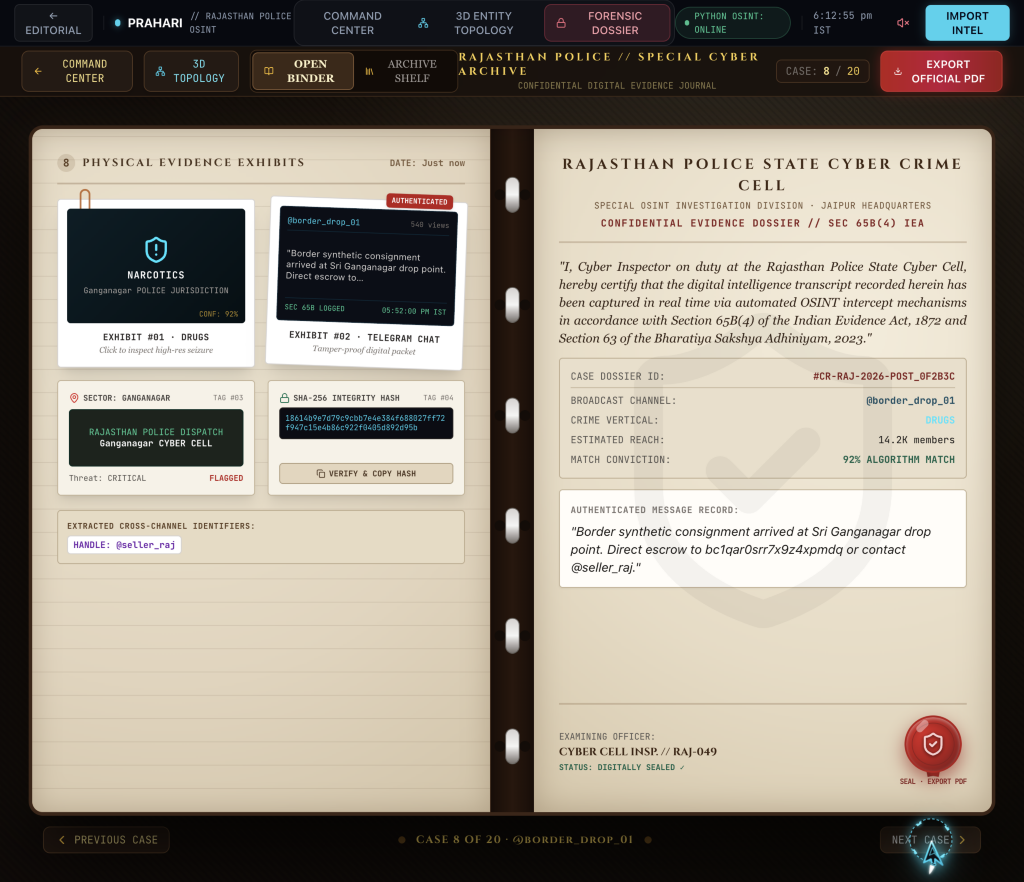 ← EDITORIAL
PRAHARI
// RAJASTHAN POLICE OSINT
COMMAND CENTER
3D ENTITY TOPOLOGY
FORENSIC DOSSIER
PYTHON OSINT: ONLINE
6:12:55 pm IST
IMPORT INTEL
COMMAND CENTER
3D TOPOLOGY
OPEN BINDER
ARCHIVE SHELF
RAJASTHAN POLICE // SPECIAL CYBER ARCHIVE
CONFIDENTIAL DIGITAL EVIDENCE JOURNAL
CASE: 8 / 20
EXPORT OFFICIAL PDF
8 PHYSICAL EVIDENCE EXHIBITS
DATE: Just now
NARCOTICS
Ganganagar POLICE JURISDICTION
CONF: 92%
EXHIBIT #01 · DRUGS
Click to inspect high-res seizure
AUTHENTICATED
@border_drop_01
540 views
"Border synthetic consignment
arrived at Sri Ganganagar drop point.
Direct escrow to...
SEC 65B LOGGED
05:52:00 PM IST
EXHIBIT #02 · TELEGRAM CHAT
Tamper-proof digital packet
SECTOR: GANGANAGAR
TAG #03
RAJASTHAN POLICE DISPATCH
Ganganagar CYBER CELL
Threat: CRITICAL
FLAGGED
SHA-256 INTEGRITY HASH
TAG #04
18614b9e7d79c9cbb7e4e384f688027ff72
f947c15e4b86c922f0405d892d95b
VERIFY & COPY HASH
EXTRACTED CROSS-CHANNEL IDENTIFIERS:
HANDLE: @seller_raj
RAJASTHAN POLICE STATE CYBER CRIME
CELL
SPECIAL OSINT INVESTIGATION DIVISION · JAIPUR HEADQUARTERS
CONFIDENTIAL EVIDENCE DOSSIER // SEC 65B(4) IEA
"I, Cyber Inspector on duty at the Rajasthan Police State Cyber Cell,
hereby certify that the digital intelligence transcript recorded herein has
been captured in real time via automated OSINT intercept mechanisms
in accordance with Section 65B(4) of the Indian Evidence Act, 1872 and
Section 63 of the Bharatiya Sakshya Adhiniyam, 2023."
CASE DOSSIER ID:
#CR-RAJ-2026-POST_0F2B3C
BROADCAST CHANNEL:
@border_drop_01
CRIME VERTICAL:
DRUGS
ESTIMATED REACH:
14.2K members
MATCH CONVICTION:
92% ALGORITHM MATCH
AUTHENTICATED MESSAGE RECORD:
"Border synthetic consignment arrived at Sri Ganganagar drop
point. Direct escrow to bc1qar0srr7x9z4xpmdq or contact
@seller_raj."
EXAMINING OFFICER:
CYBER CELL INSP. // RAJ-049
STATUS: DIGITALLY SEALED ✓
SEAL · EXPORT PDF
PREVIOUS CASE
CASE 8 OF 20 · @BORDER_DROP_01
NEXT CASE